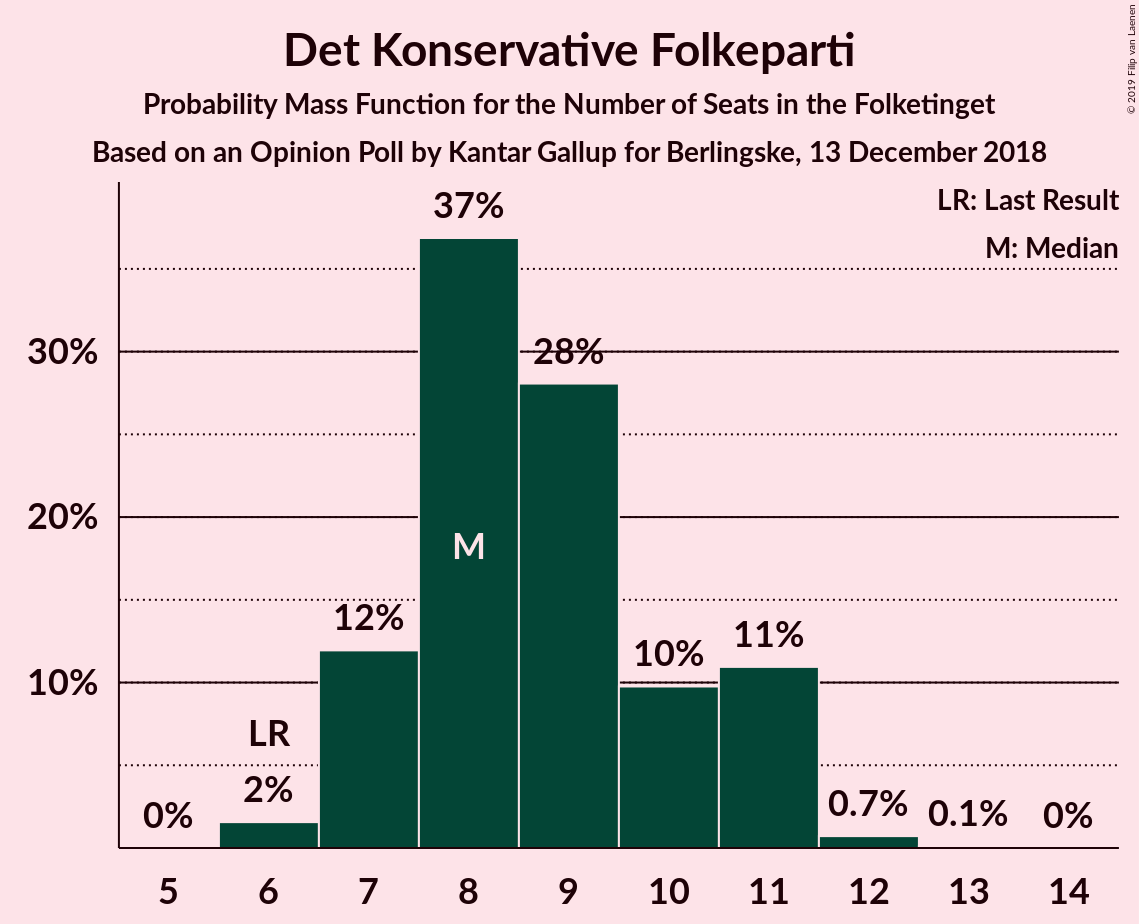 Det Konservative Folkeparti
Probability Mass Function for the Number of Seats in the Folketinget
Based on an Opinion Poll by Kantar Gallup for Berlingske, 13 December 2018
© 2019 Filip van Laenen
LR: Last Result
M: Median
37%
30%
28%
20%
M
12%
11%
10%
10%
LR
2%
0%
0.7%
0.1%
0%
5 6 7 8 9 10 11 12 13 14